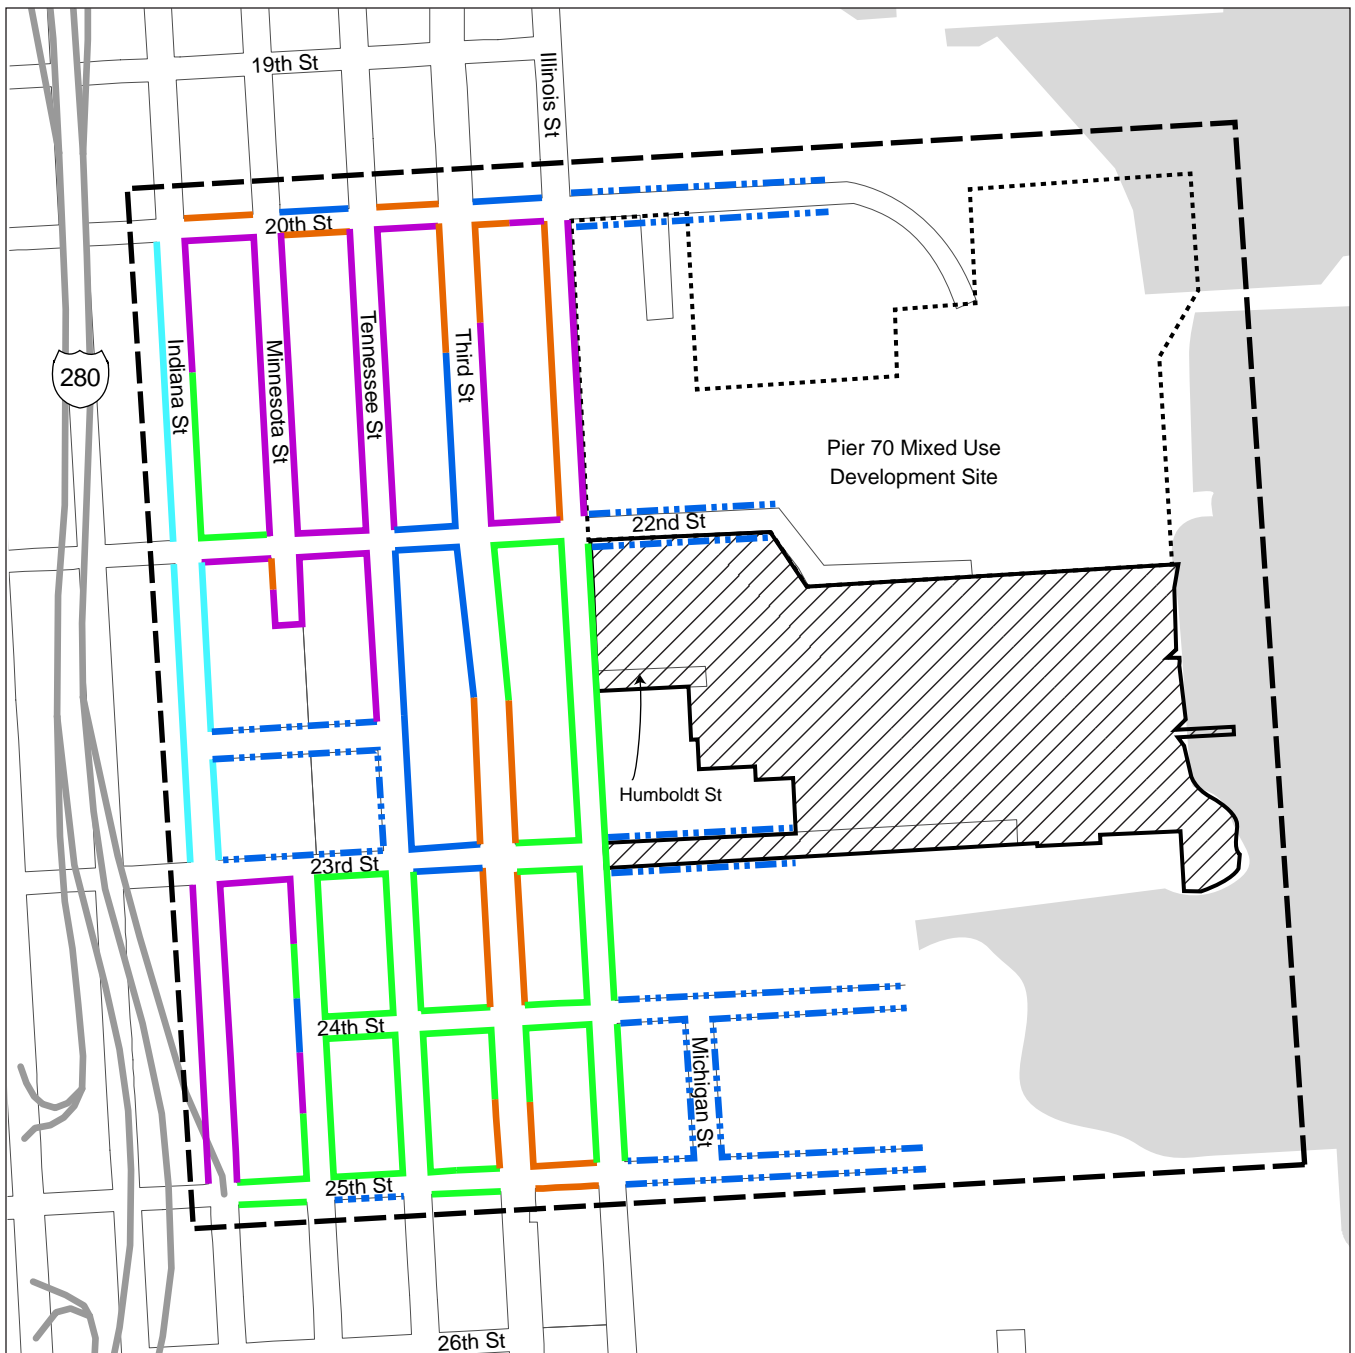 19th St
Illinois St
20th St
Indiana St
Minnesota St
Tennessee St
Third St
280
Pier 70 Mixed Use
Development Site
22nd St
Humboldt St
23rd St
24th St
Michigan St
25th St
26th St